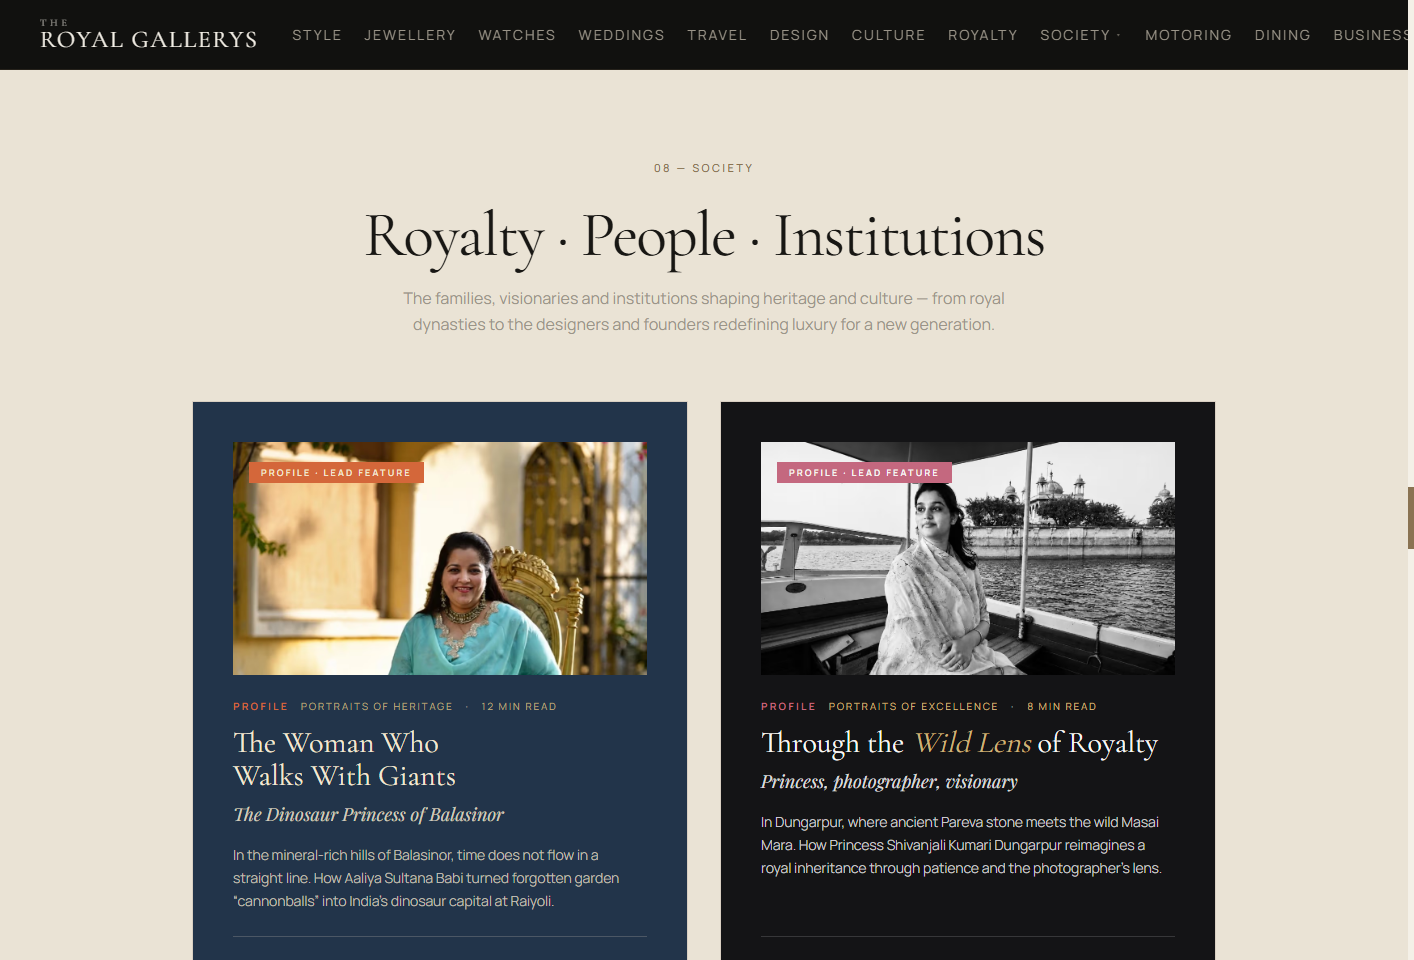 THE
ROYAL GALLERYS
STYLE JEWELLERY WATCHES WEDDINGS TRAVEL DESIGN CULTURE ROYALTY SOCIETY · MOTORING DINING BUSINESS
08 — SOCIETY
Royalty · People · Institutions
The families, visionaries and institutions shaping heritage and culture — from royal
dynasties to the designers and founders redefining luxury for a new generation.
PROFILE · LEAD FEATURE
PROFILE PORTRAITS OF HERITAGE · 12 MIN READ
The Woman Who
Walks With Giants
The Dinosaur Princess of Balasinor
In the mineral-rich hills of Balasinor, time does not flow in a
straight line. How Aaliya Sultana Babi turned forgotten garden
“cannonballs” into India’s dinosaur capital at Raiyoli.
PROFILE · LEAD FEATURE
PROFILE PORTRAITS OF EXCELLENCE · 8 MIN READ
Through the Wild Lens of Royalty
Princess, photographer, visionary
In Dungarpur, where ancient Pareva stone meets the wild Masai
Mara. How Princess Shivanjali Kumari Dungarpur reimagines a
royal inheritance through patience and the photographer’s lens.